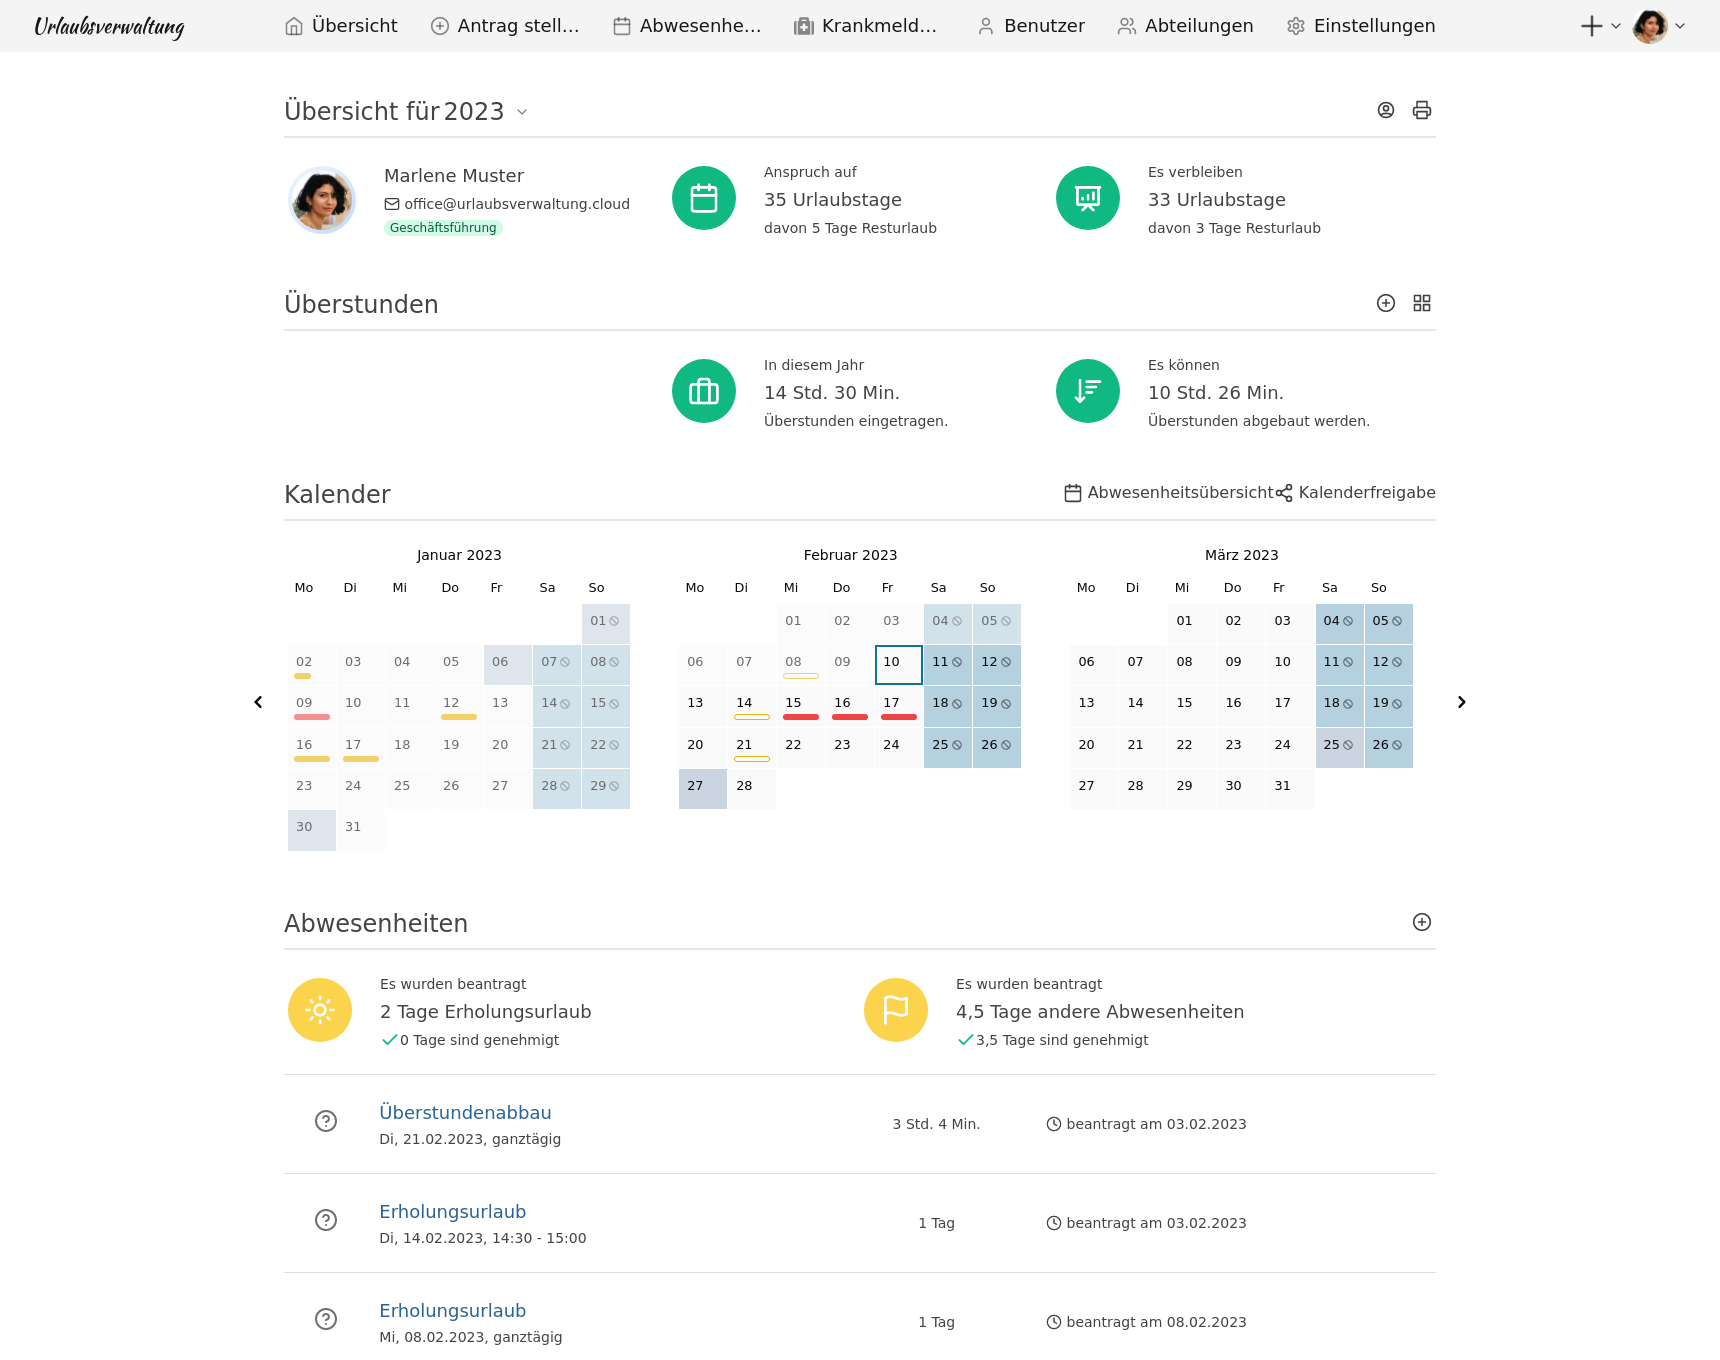 Urlaubsverwaltung Übersicht Antrag stell... Abwesenhe... Krankmeld... Benutzer Abteilungen Einstellungen
Übersicht für 2023
Marlene Muster
office@urlaubsverwaltung.cloud
Geschäftsführung
Anspruch auf
35 Urlaubstage
davon 5 Tage Resturlaub
Es verbleiben
33 Urlaubstage
davon 3 Tage Resturlaub
Überstunden
In diesem Jahr
14 Std. 30 Min.
Überstunden eingetragen.
Es können
10 Std. 26 Min.
Überstunden abgebaut werden.
Kalender Abwesenheitsübersicht Kalenderfreigabe
Januar 2023
Mo Di Mi Do Fr Sa So
01
02 03 04 05 06 07 08
09 10 11 12 13 14 15
16 17 18 19 20 21 22
23 24 25 26 27 28 29
30 31
Februar 2023
Mo Di Mi Do Fr Sa So
01 02 03 04 05
06 07 08 09 10 11 12
13 14 15 16 17 18 19
20 21 22 23 24 25 26
27 28
März 2023
Mo Di Mi Do Fr Sa So
01 02 03 04 05
06 07 08 09 10 11 12
13 14 15 16 17 18 19
20 21 22 23 24 25 26
27 28 29 30 31
Abwesenheiten
Es wurden beantragt
2 Tage Erholungsurlaub
0 Tage sind genehmigt
Es wurden beantragt
4,5 Tage andere Abwesenheiten
3,5 Tage sind genehmigt
Überstundenabbau
Di, 21.02.2023, ganztägig
3 Std. 4 Min.
beantragt am 03.02.2023
Erholungsurlaub
Di, 14.02.2023, 14:30 - 15:00
1 Tag
beantragt am 03.02.2023
Erholungsurlaub
Mi, 08.02.2023, ganztägig
1 Tag
beantragt am 08.02.2023